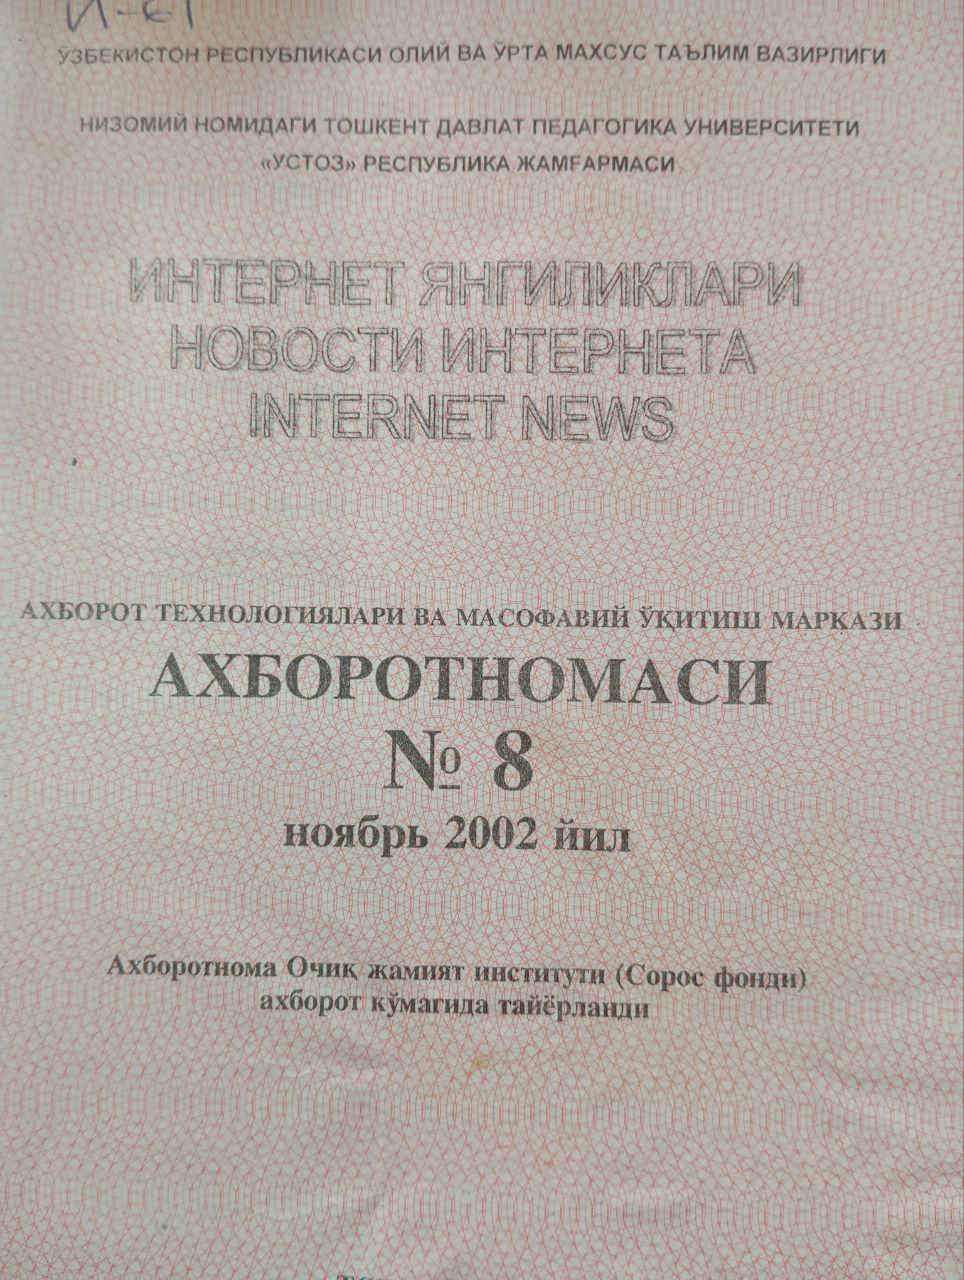 И-61
ЎЗБЕКИСТОН РЕСПУБЛИКАСИ ОЛИЙ ВА ЎРТА МАХСУС ТАЪЛИМ ВАЗИРЛИГИ
НИЗОМИЙ НОМИДАГИ ТОШКЕНТ ДАВЛАТ ПЕДАГОГИКА УНИВЕРСИТЕТИ
«УСТОЗ» РЕСПУБЛИКА ЖАМҒАРМАСИ
ИНТЕРНЕТ ЯНГИЛИКЛАРИ
НОВОСТИ ИНТЕРНЕТА
INTERNET NEWS
АХБОРОТ ТЕХНОЛОГИЯЛАРИ ВА МАСОФАВИЙ ЎҚИТИШ МАРКАЗИ
АХБОРОТНОМАСИ
№ 8
ноябрь 2002 йил
Ахборотнома Очиқ жамият институти (Сорос фонди)
ахборот кўмагида тайёрланди